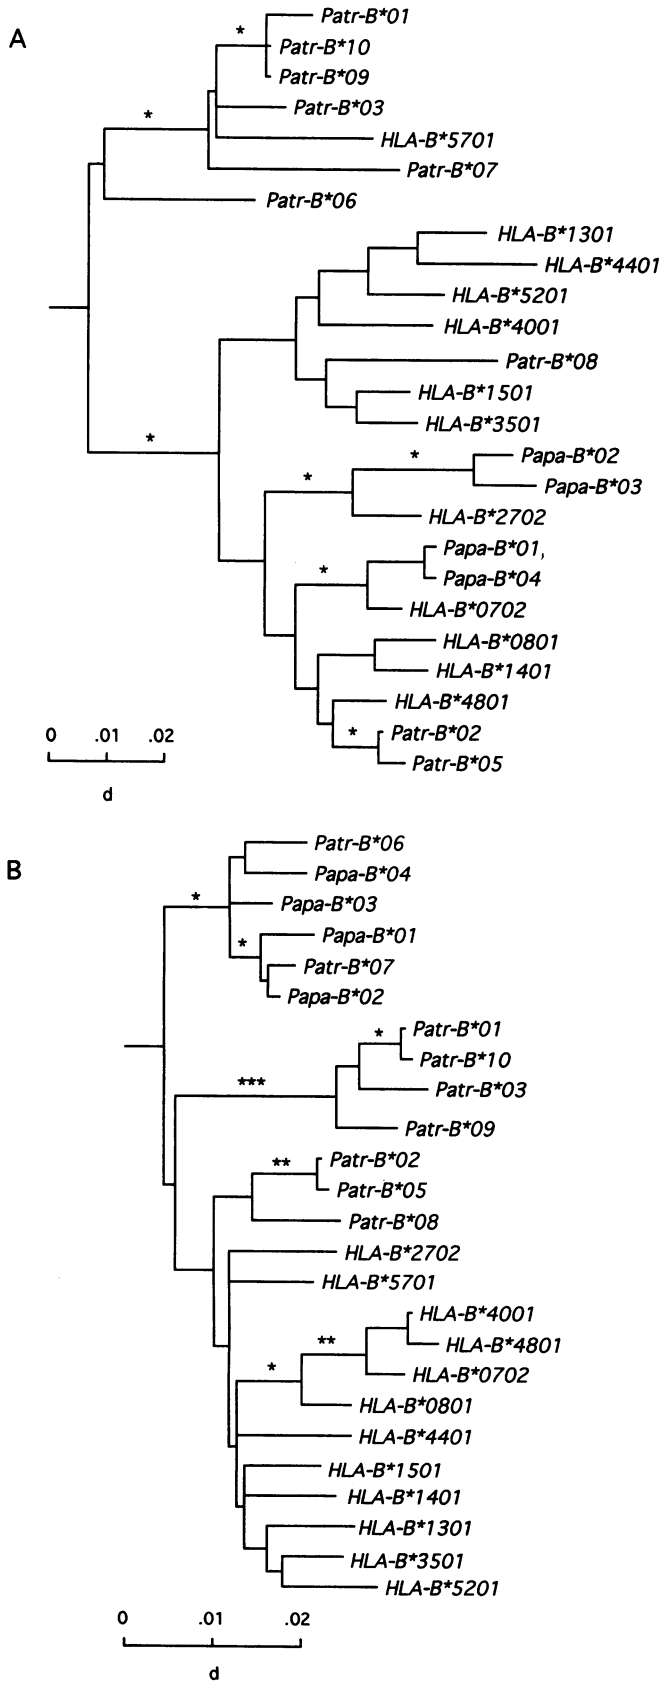 A
*
Patr-B*01
Patr-B*10
Patr-B*09
*
Patr-B*03
HLA-B*5701
Patr-B*07
Patr-B*06
HLA-B*1301
HLA-B*4401
HLA-B*5201
HLA-B*4001
Patr-B*08
HLA-B*1501
HLA-B*3501
*
*
*
Papa-B*02
Papa-B*03
HLA-B*2702
*
Papa-B*01,
Papa-B*04
HLA-B*0702
HLA-B*0801
HLA-B*1401
HLA-B*4801
*
Patr-B*02
Patr-B*05
0 .01 .02
d
B
Patr-B*06
Papa-B*04
*
Papa-B*03
*
Papa-B*01
Patr-B*07
Papa-B*02
*
Patr-B*01
Patr-B*10
***
Patr-B*03
Patr-B*09
**
Patr-B*02
Patr-B*05
Patr-B*08
HLA-B*2702
HLA-B*5701
HLA-B*4001
**
HLA-B*4801
*
HLA-B*0702
HLA-B*0801
HLA-B*4401
HLA-B*1501
HLA-B*1401
HLA-B*1301
HLA-B*3501
HLA-B*5201
0 .01 .02
d